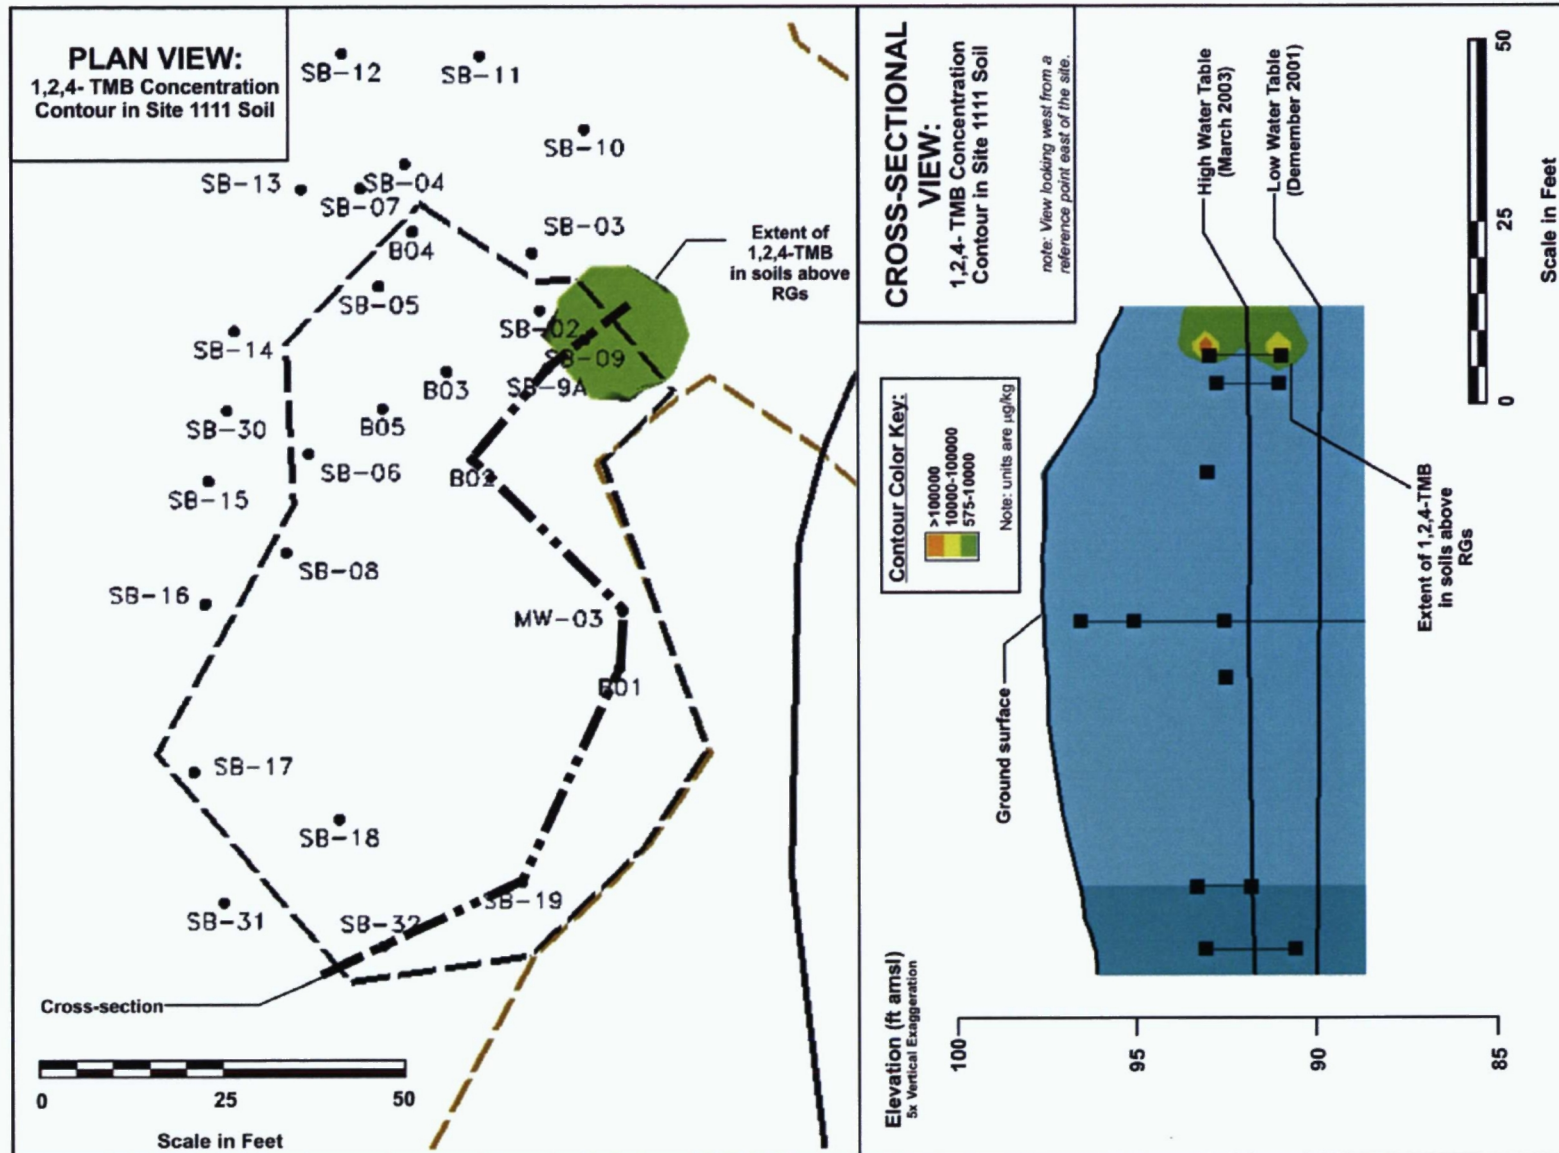 PLAN VIEW:
1,2,4- TMB Concentration
Contour in Site 1111 Soil
SB-12
SB-11
SB-10
SB-13
SB-04
SB-07
B04
SB-03
Extent of
1,2,4-TMB
in soils above
RGs
SB-05
SB-02
SB-14
SB-09
B03
SB-9A
SB-30
B05
SB-06
B02
SB-15
SB-08
SB-16
MW-03
B01
SB-17
SB-18
SB-19
SB-31
SB-32
Cross-section
0 25 50
Scale in Feet
CROSS-SECTIONAL
VIEW:
1,2,4- TMB Concentration
Contour in Site 1111 Soil
note: View looking west from a
reference point east of the site.
High Water Table
(March 2003)
Low Water Table
(Demember 2001)
0 25 50
Scale in Feet
Contour Color Key:
>100000
10000-100000
575-10000
Note: units are µg/kg
Extent of 1,2,4-TMB
in soils above
RGs
Ground surface
Elevation (ft amsl)
5x Vertical Exaggeration
100
95
90
85